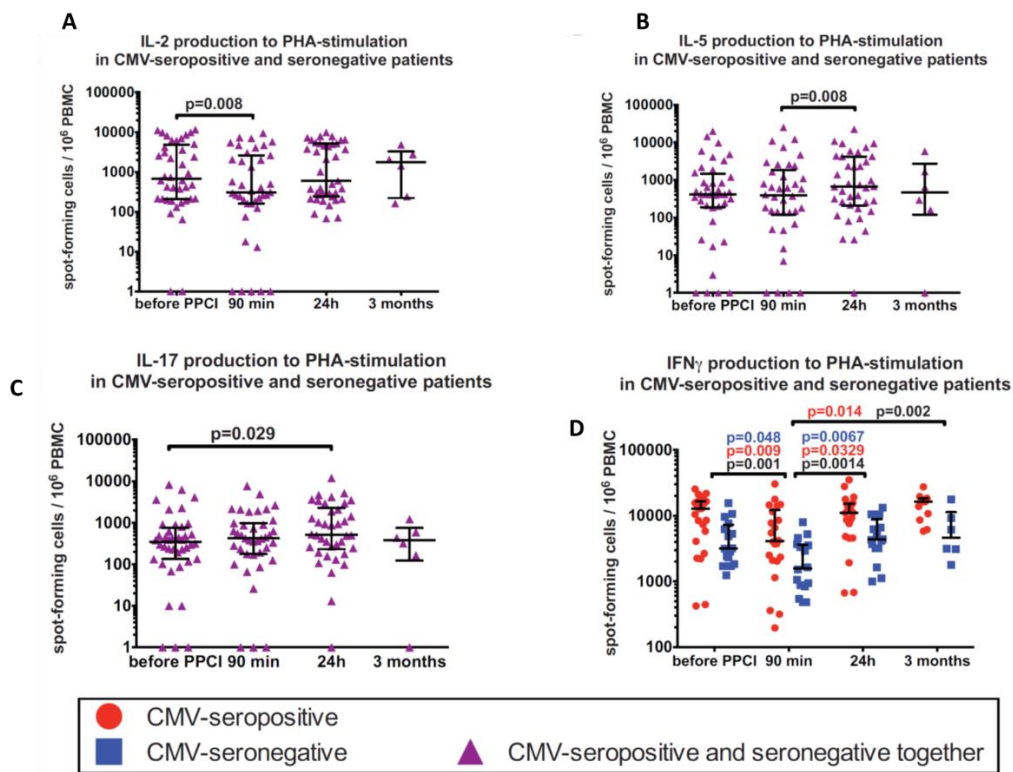 A
IL-2 production to PHA-stimulation
in CMV-seropositive and seronegative patients
spot-forming cells / 10⁶ PBMC
100000
10000
1000
100
10
1
p=0.008
before PPCI 90 min 24h 3 months
B
IL-5 production to PHA-stimulation
in CMV-seropositive and seronegative patients
spot-forming cells / 10⁶ PBMC
100000
10000
1000
100
10
1
p=0.008
before PPCI 90 min 24h 3 months
C
IL-17 production to PHA-stimulation
in CMV-seropositive and seronegative patients
spot-forming cells / 10⁶ PBMC
100000
10000
1000
100
10
1
p=0.029
before PPCI 90 min 24h 3 months
IFNγ production to PHA-stimulation
in CMV-seropositive and seronegative patients
D
spot-forming cells / 10⁶ PBMC
100000
10000
1000
100
p=0.014 p=0.002
p=0.048 p=0.0067
p=0.009 p=0.0329
p=0.001 p=0.0014
before PPCI 90 min 24h 3 months
CMV-seropositive
CMV-seronegative CMV-seropositive and seronegative together